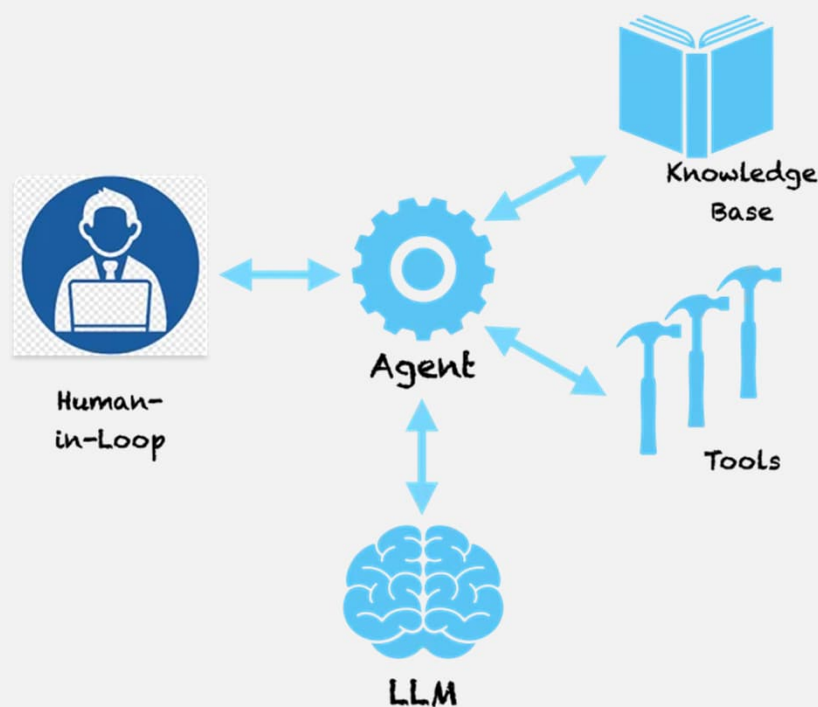 Knowledge
Base
Agent
Human-
in-Loop
Tools
LLM